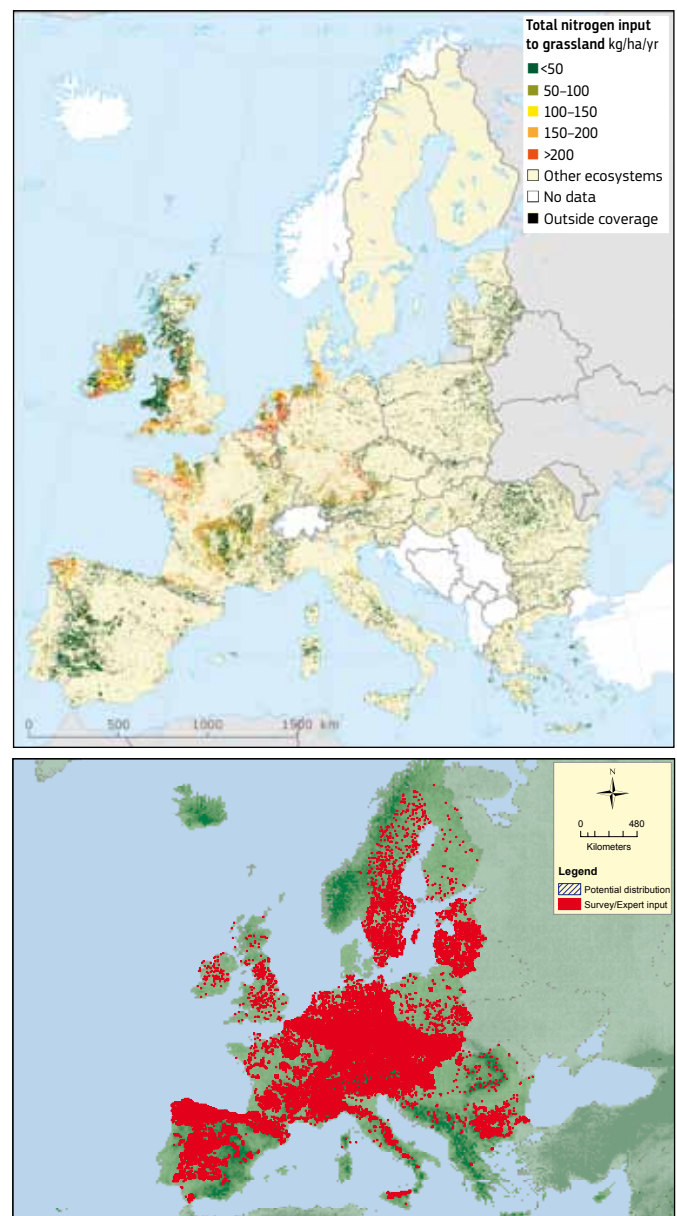 Total nitrogen input
to grassland kg/ha/yr
<50
50–100
100–150
150–200
>200
Other ecosystems
No data
Outside coverage
0 500 1000 1500 km
N
0 480
Kilometers
Legend
Potential distribution
Survey/Expert input